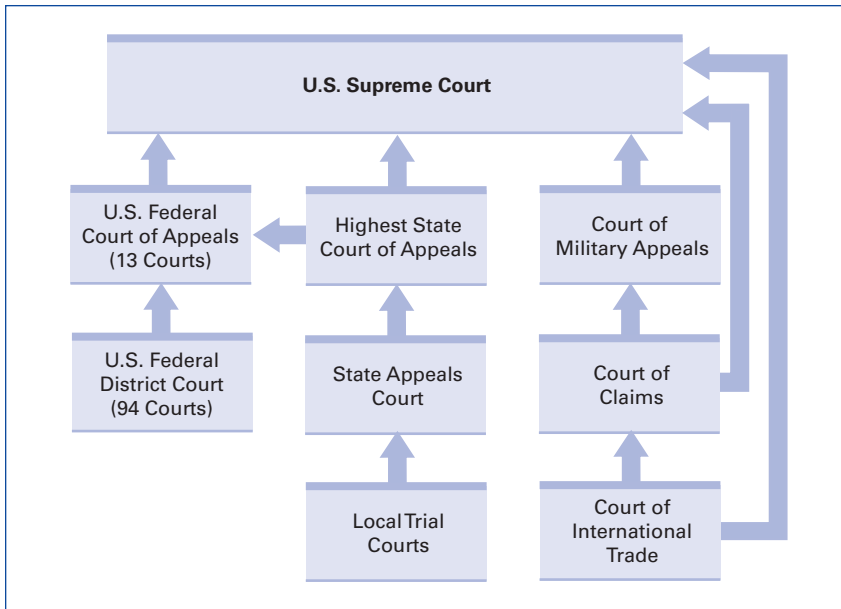 U.S. Supreme Court
U.S. Federal
Court of Appeals
(13 Courts)
Highest State
Court of Appeals
Court of
Military Appeals
U.S. Federal
District Court
(94 Courts)
State Appeals
Court
Court of
Claims
Local Trial
Courts
Court of
International
Trade